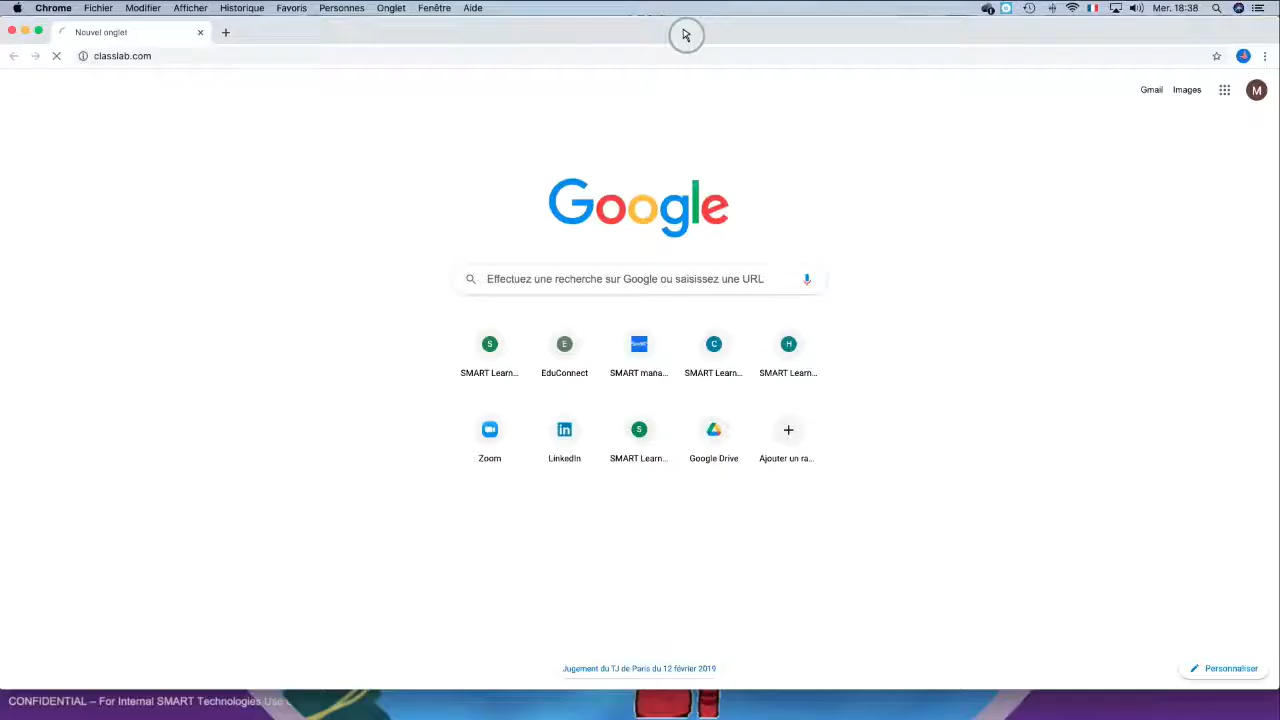 Chrome Fichier Modifier Afficher Historique Favoris Personnes Onglet Fenêtre Aide Mer. 18:38
Nouvel onglet
classlab.com
Gmail Images M
Google
Effectuez une recherche sur Google ou saisissez une URL
S E SMART C H
SMART Learn... EduConnect SMART mana... SMART Learn... SMART Learn...
in S
Zoom LinkedIn SMART Learn... Google Drive Ajouter un ra...
Jugement du TJ de Paris du 12 février 2019
Personnaliser
CONFIDENTIAL – For Internal SMART Technologies Use